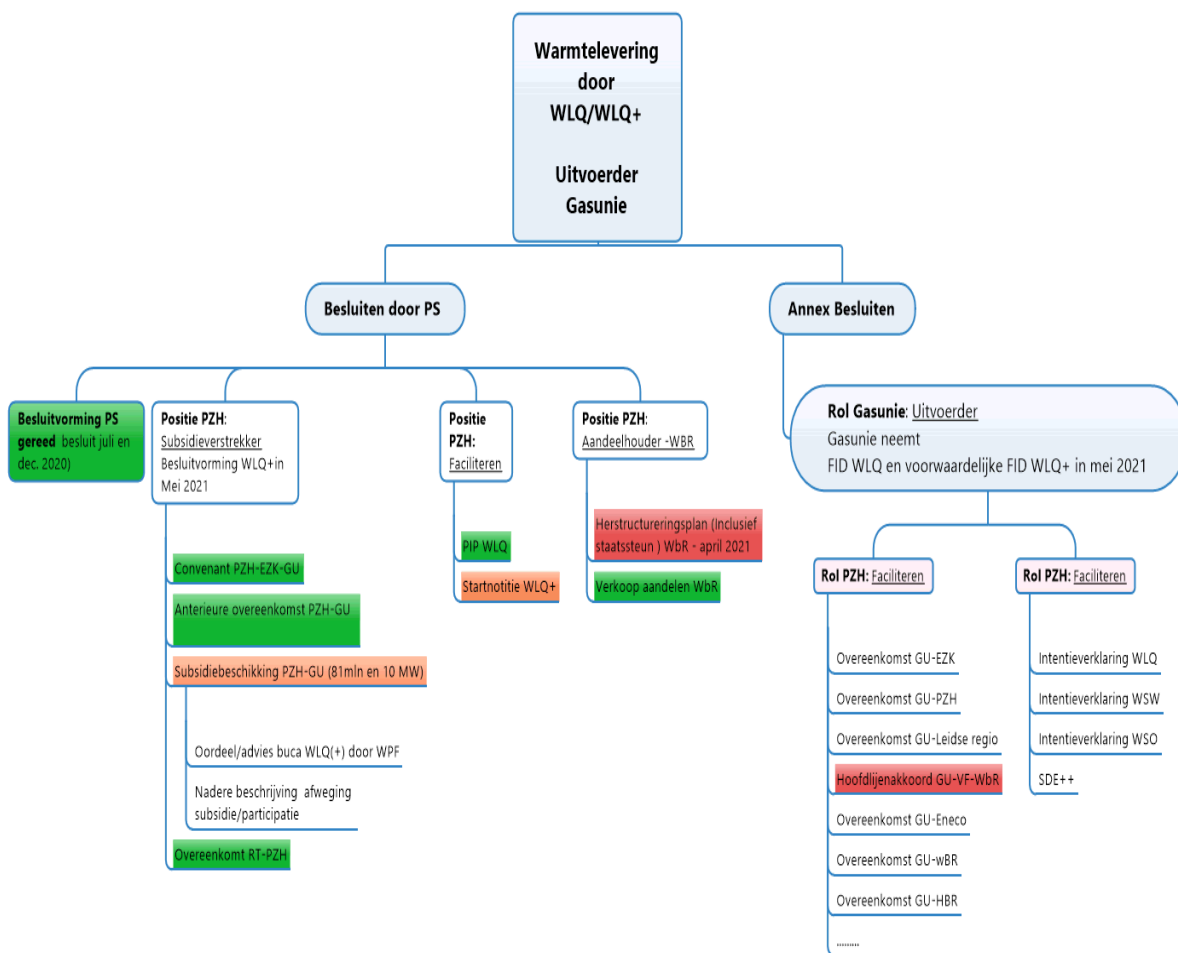 Warmtelevering
door
WLQ/WLQ+
Uitvoerder
Gasunie
Besluiten door PS
Annex Besluiten
Besluitvorming PS
gereed besluit juli en
dec. 2020)
Positie PZH:
Subsidieverstrekker
Besluitvorming WLQ+in
Mei 2021
Convenant PZH-EZK-GU
Anterieure overeenkomst PZH-GU
Subsidiebeschikking PZH-GU (81mln en 10 MW)
Oordeel/advies buca WLQ(+) door WPF
Nadere beschrijving afweging
subsidie/participatie
Overeenkomt RT-PZH
Positie
PZH:
Faciliteren
PIP WLQ
Startnotitie WLQ+
Positie PZH:
Aandeelhouder -WBR
Herstructureringsplan (Inclusief
staatssteun ) WbR - april 2021
Verkoop aandelen WbR
Rol Gasunie: Uitvoerder
Gasunie neemt
FID WLQ en voorwaardelijke FID WLQ+ in mei 2021
Rol PZH: Faciliteren
Overeenkomst GU-EZK
Overeenkomst GU-PZH
Overeenkomst GU-Leidse regio
Hoofdlijenakkoord GU-VF-WbR
Overeenkomst GU-Eneco
Overeenkomst GU-wBR
Overeenkomst GU-HBR
.........
Rol PZH: Faciliteren
Intentieverklaring WLQ
Intentieverklaring WSW
Intentieverklaring WSO
SDE++